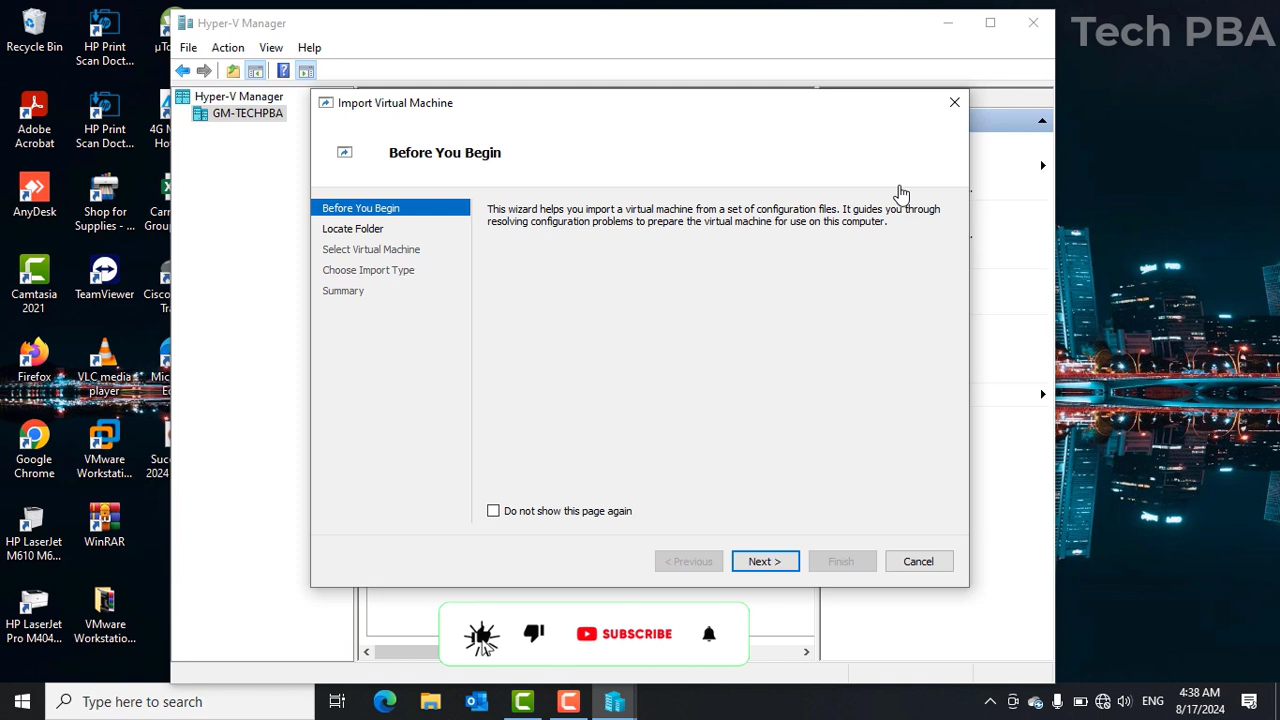 Tech PBA
Recycle Bin
HP Print
Scan Doct...
Adobe
Acrobat
HP Print
Scan Doct...
AnyDesk
Shop for
Supplies - ...
Camtasia
2021
TeamViewer
Firefox
VLC media
player
Google
Chrome
VMware
Workstati...
HP LaserJet
M610 M6...
WinRAR
HP LaserJet
Pro M404...
VMware
Workstatio...
Hyper-V Manager
File Action View Help
Hyper-V Manager
GM-TECHPBA
Import Virtual Machine
Before You Begin
Before You Begin
Locate Folder
Select Virtual Machine
Choose Import Type
Summary
This wizard helps you import a virtual machine from a set of configuration files. It guides you through
resolving configuration problems to prepare the virtual machine for use on this computer.
Do not show this page again
< Previous Next > Finish Cancel
SUBSCRIBE
Type here to search
ENG
4:38 AM
8/17/2024